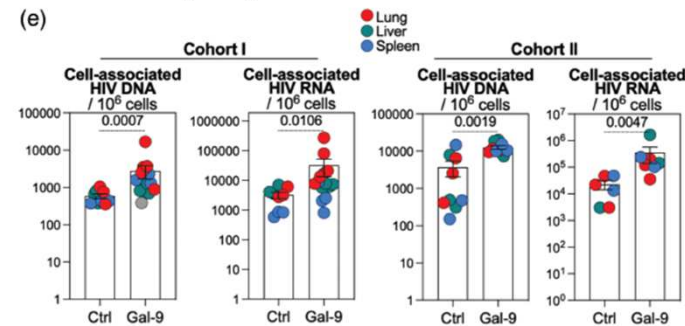 (e)
Lung
Liver
Spleen
Cohort I
Cohort II
Cell-associated
HIV DNA
/ 10⁶ cells
0.0007
100000
10000
1000
100
10
1
Ctrl Gal-9
Cell-associated
HIV RNA
/ 10⁶ cells
0.0106
1000000
100000
10000
1000
100
10
1
Ctrl Gal-9
Cell-associated
HIV DNA
/ 10⁶ cells
0.0019
100000
10000
1000
100
10
1
Ctrl Gal-9
Cell-associated
HIV RNA
/ 10⁶ cells
0.0047
10⁷
10⁶
10⁵
10⁴
10³
10²
10¹
10⁰
Ctrl Gal-9